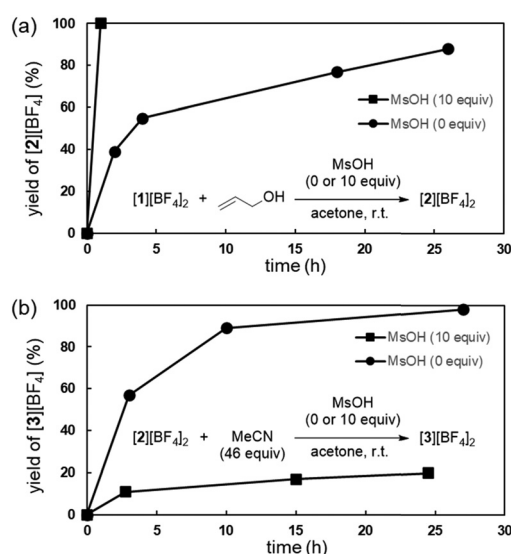 (a)
yield of [2][BF4] (%)
100
80
60
40
20
0
MsOH (10 equiv)
MsOH (0 equiv)
[1][BF4]2 + OH
MsOH
(0 or 10 equiv)
acetone, r.t.
[2][BF4]2
0 5 10 15 20 25 30
time (h)
(b)
yield of [3][BF4] (%)
100
80
60
40
20
0
MsOH (10 equiv)
MsOH (0 equiv)
[2][BF4]2 + MeCN
(46 equiv)
MsOH
(0 or 10 equiv)
acetone, r.t.
[3][BF4]2
0 5 10 15 20 25 30
time (h)